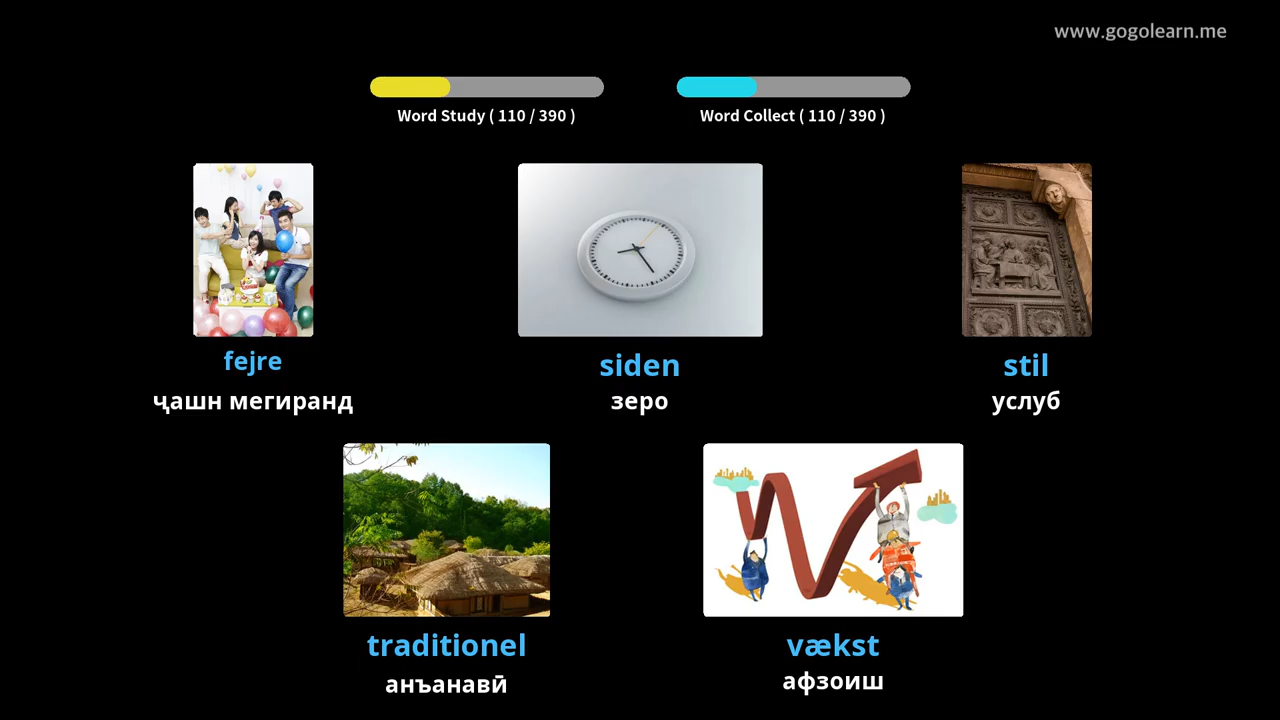 www.gogolearn.me
Word Study ( 110 / 390 )
Word Collect ( 110 / 390 )
fejre
ҷашн мегиранд
siden
зеро
stil
услуб
traditionel
анъанавӣ
vækst
афзоиш